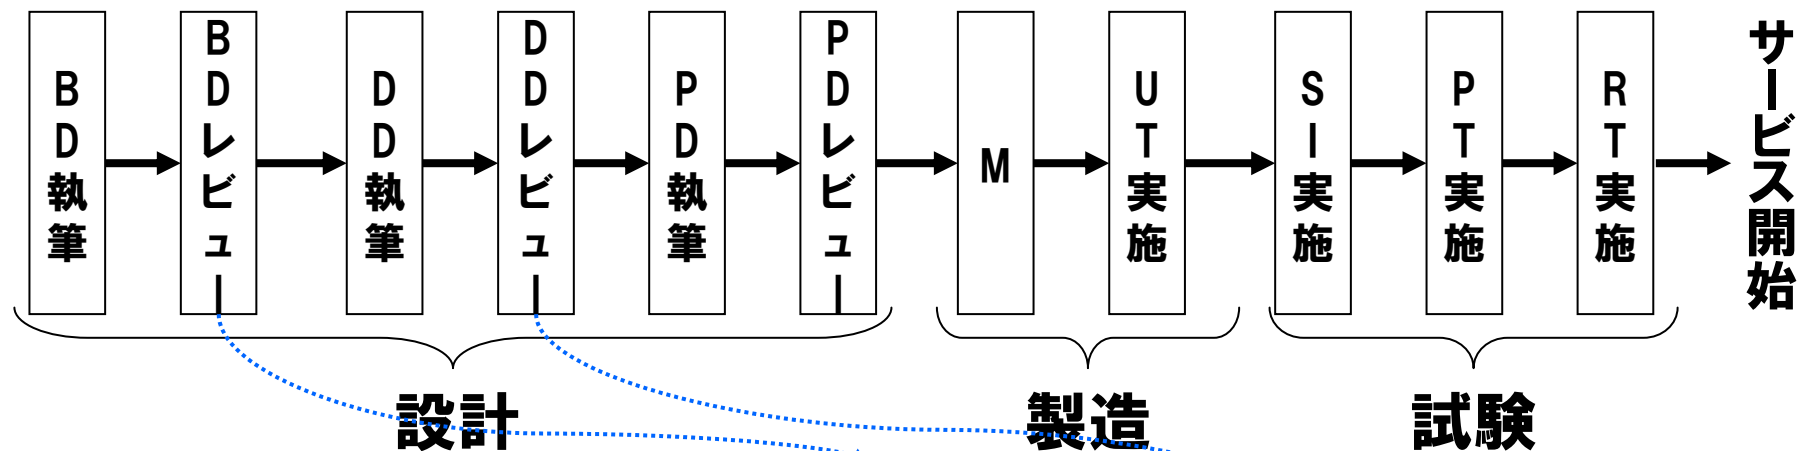 BD執筆
BDレビュー
DD執筆
DDレビュー
PD執筆
PDレビュー
M
UT実施
SI実施
PT実施
RT実施
サービス開始
設計
製造
試験